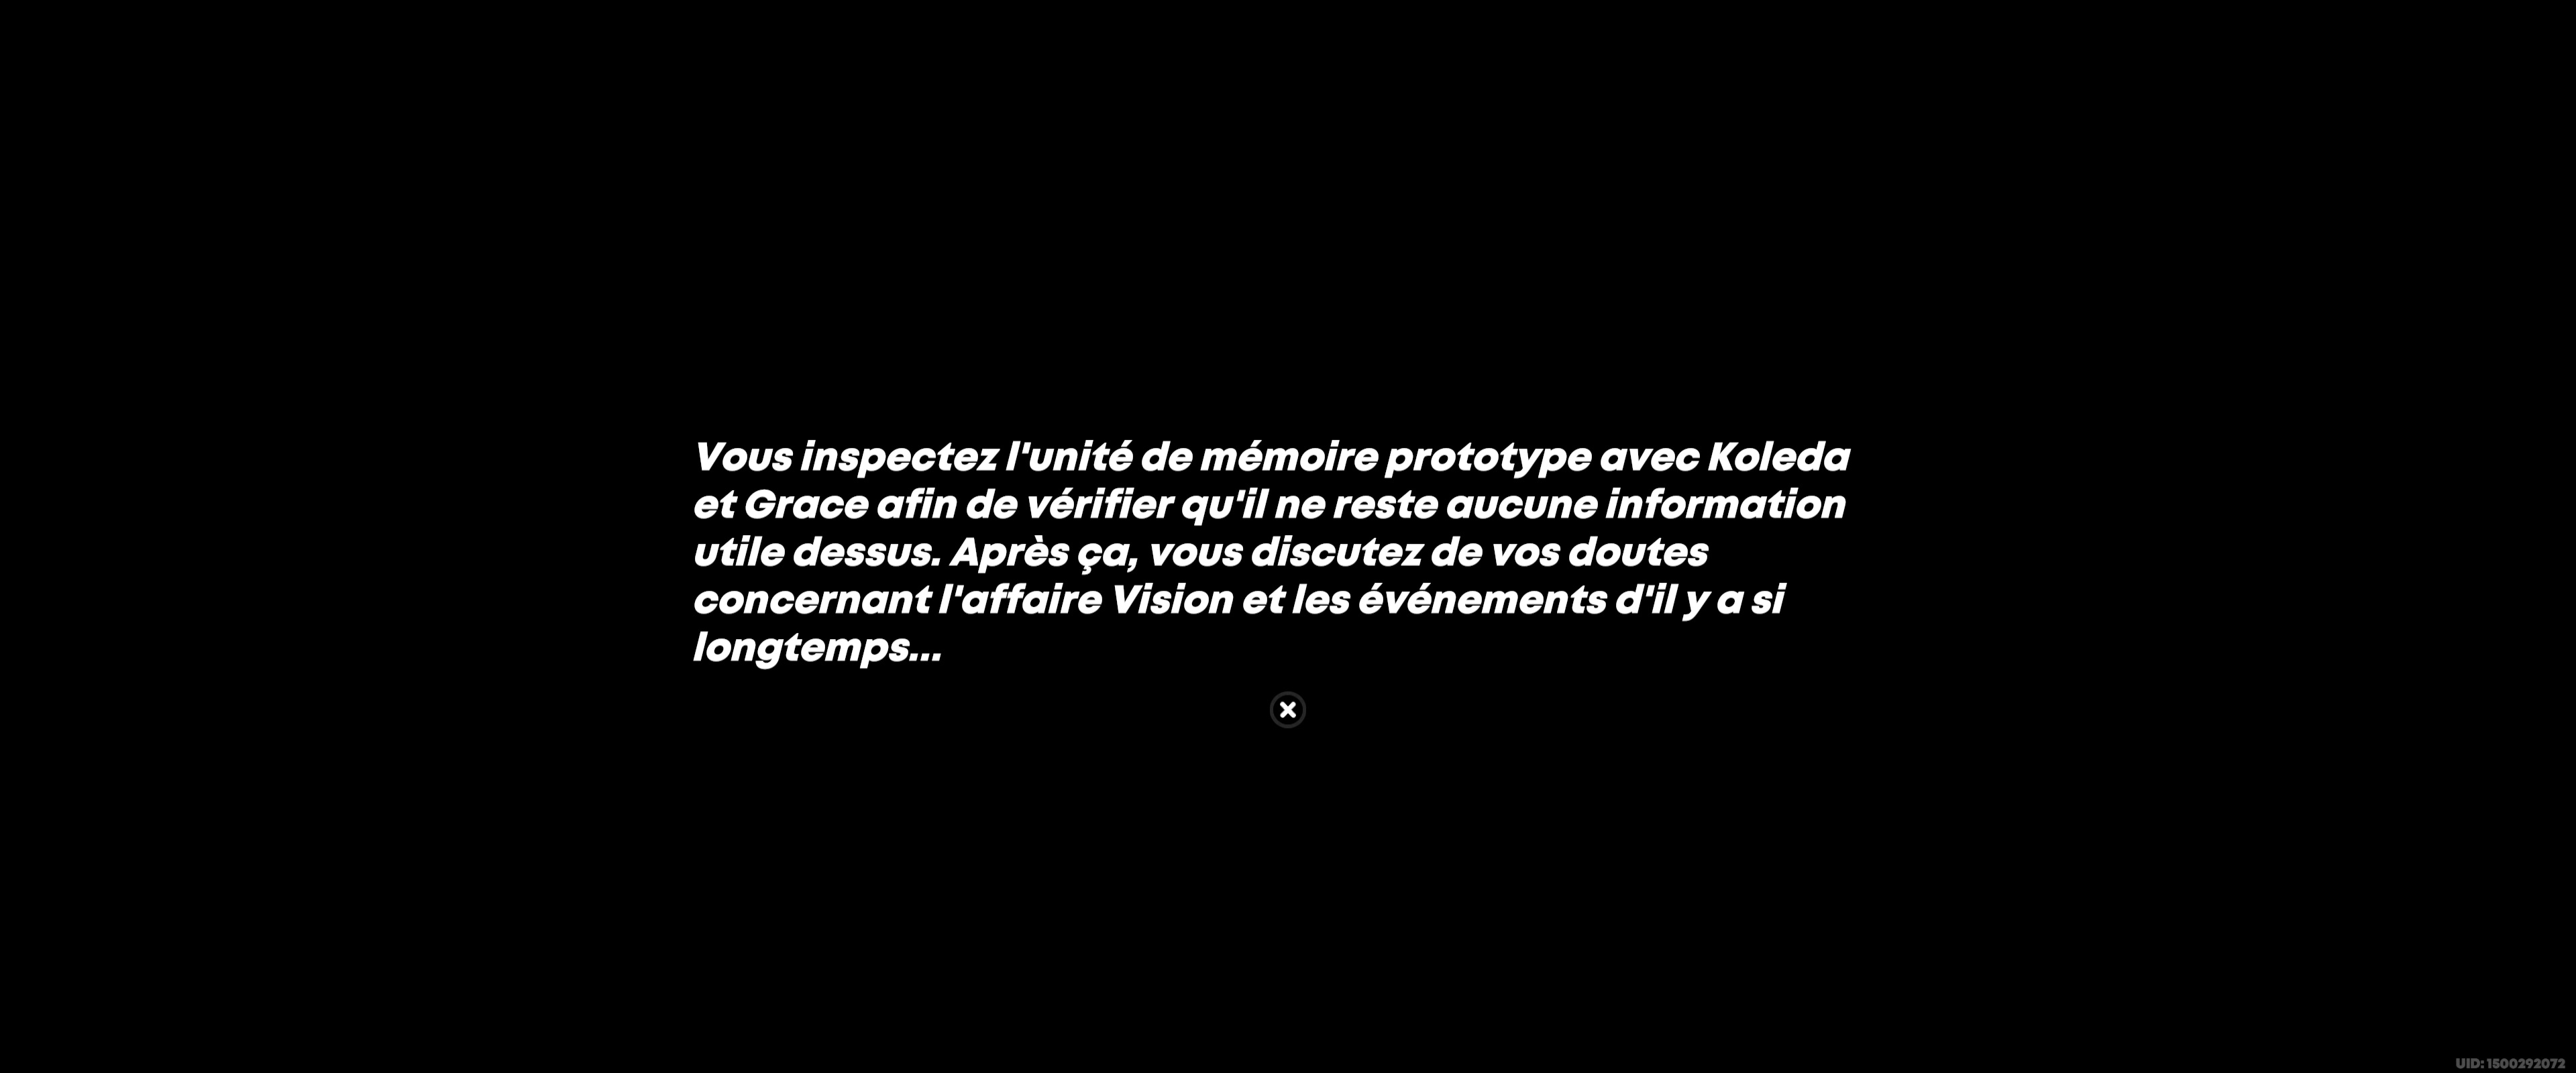 Vous inspectez l'unité de mémoire prototype avec Koleda
et Grace afin de vérifier qu'il ne reste aucune information
utile dessus. Après ça, vous discutez de vos doutes
concernant l'affaire Vision et les événements d'il y a si
longtemps...
UID: 1500292072